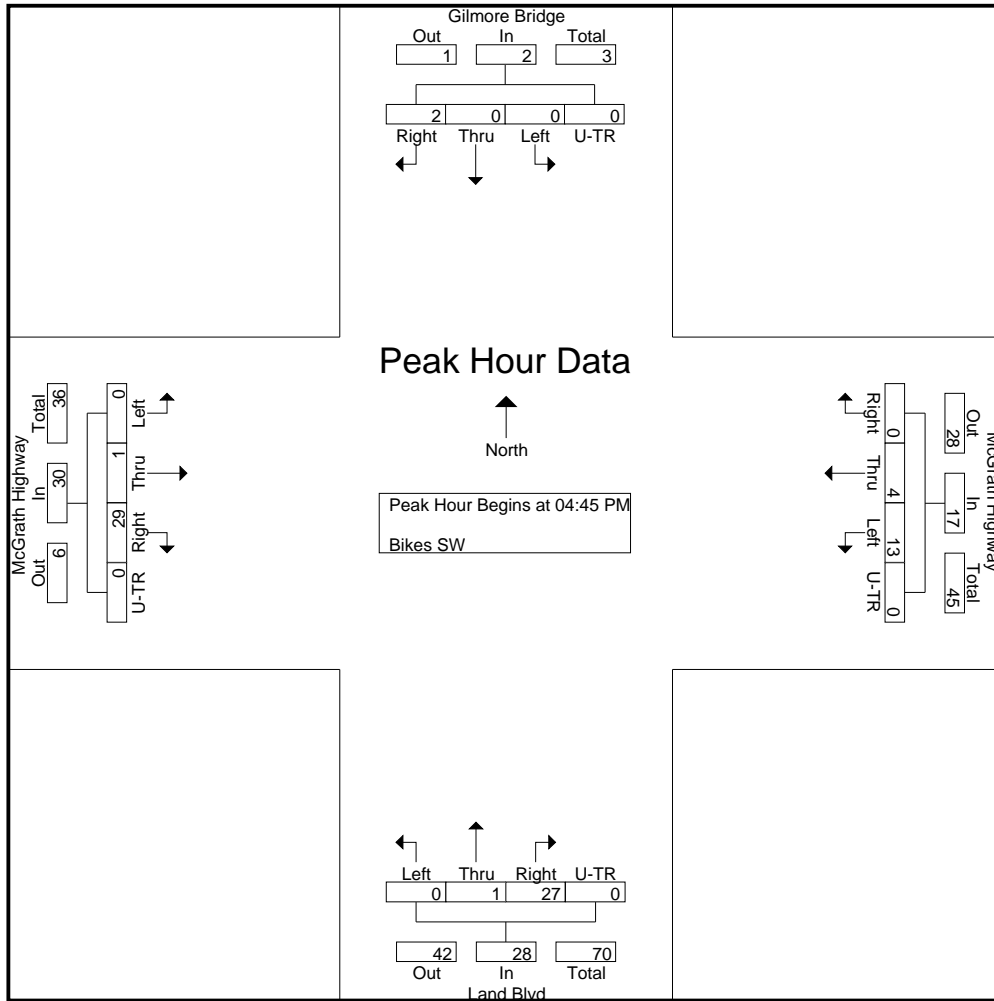 Gilmore Bridge
Out In Total
1 2 3
2 0 0 0
Right Thru Left U-TR
Peak Hour Data
North
Peak Hour Begins at 04:45 PM
Bikes SW
McGrath Highway
Total In Out
36 30 6
0 1 29 0
Left Thru Right U-TR
McGrath Highway
Out In Total
28 17 45
0 4 13 0
Right Thru Left U-TR
Left Thru Right U-TR
0 1 27 0
42 28 70
Out In Total
Land Blvd